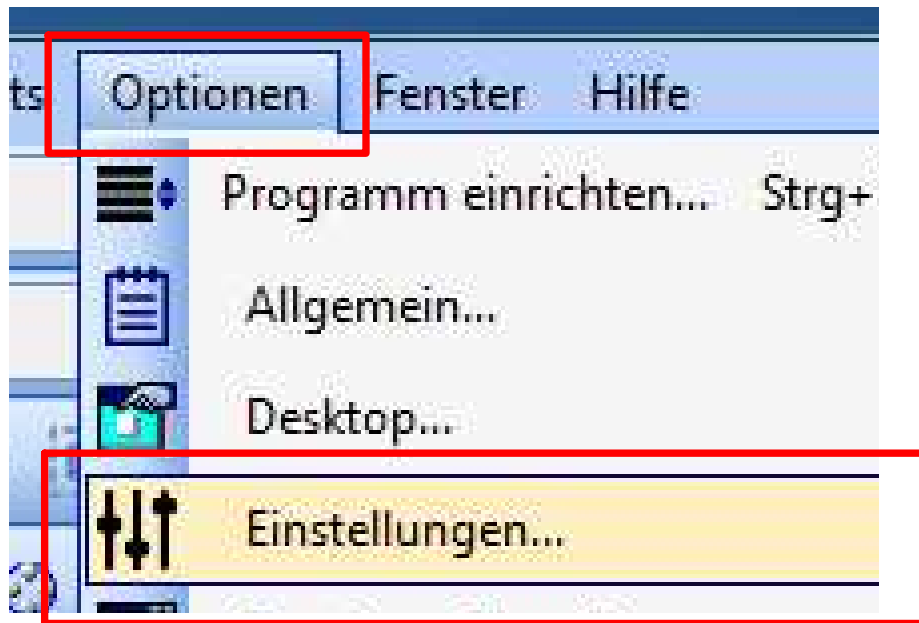 ts Optionen Fenster Hilfe
Programm einrichten... Strg+
Allgemein...
Desktop...
Einstellungen...